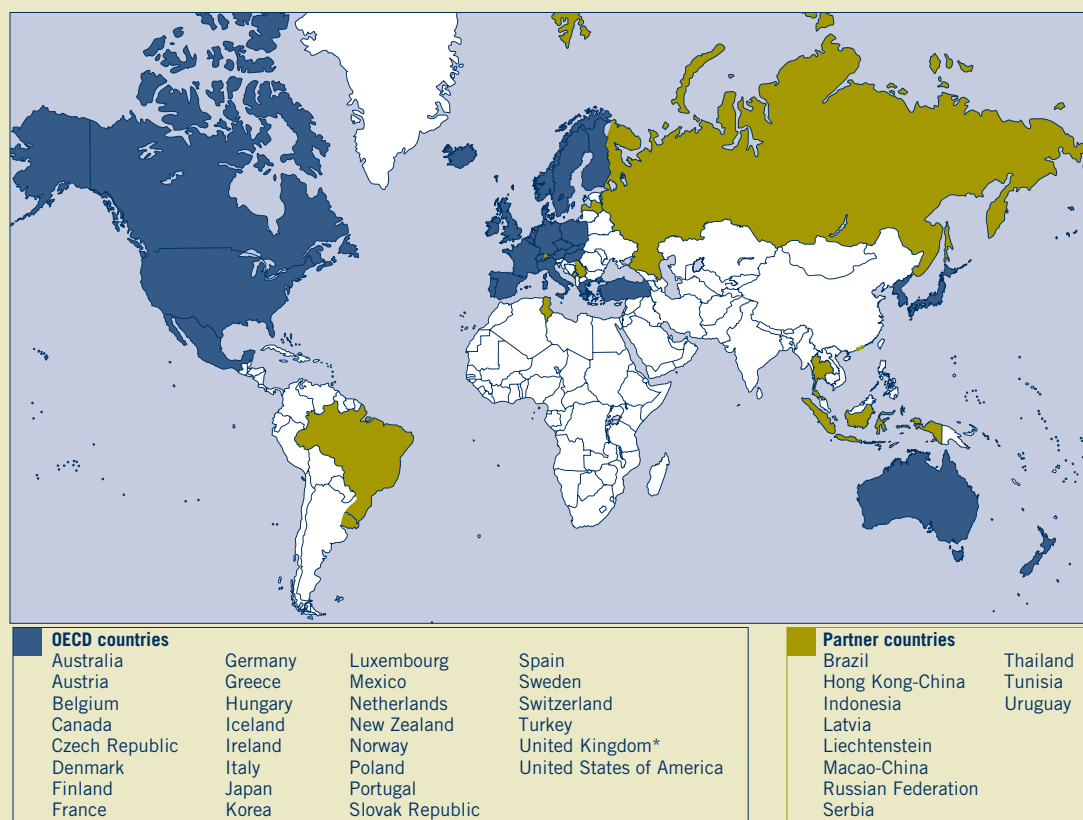 OECD countries
Australia
Austria
Belgium
Canada
Czech Republic
Denmark
Finland
France
Germany
Greece
Hungary
Iceland
Ireland
Italy
Japan
Korea
Luxembourg
Mexico
Netherlands
New Zealand
Norway
Poland
Portugal
Slovak Republic
Spain
Sweden
Switzerland
Turkey
United Kingdom*
United States of America
Partner countries
Brazil
Hong Kong-China
Indonesia
Latvia
Liechtenstein
Macao-China
Russian Federation
Serbia
Thailand
Tunisia
Uruguay